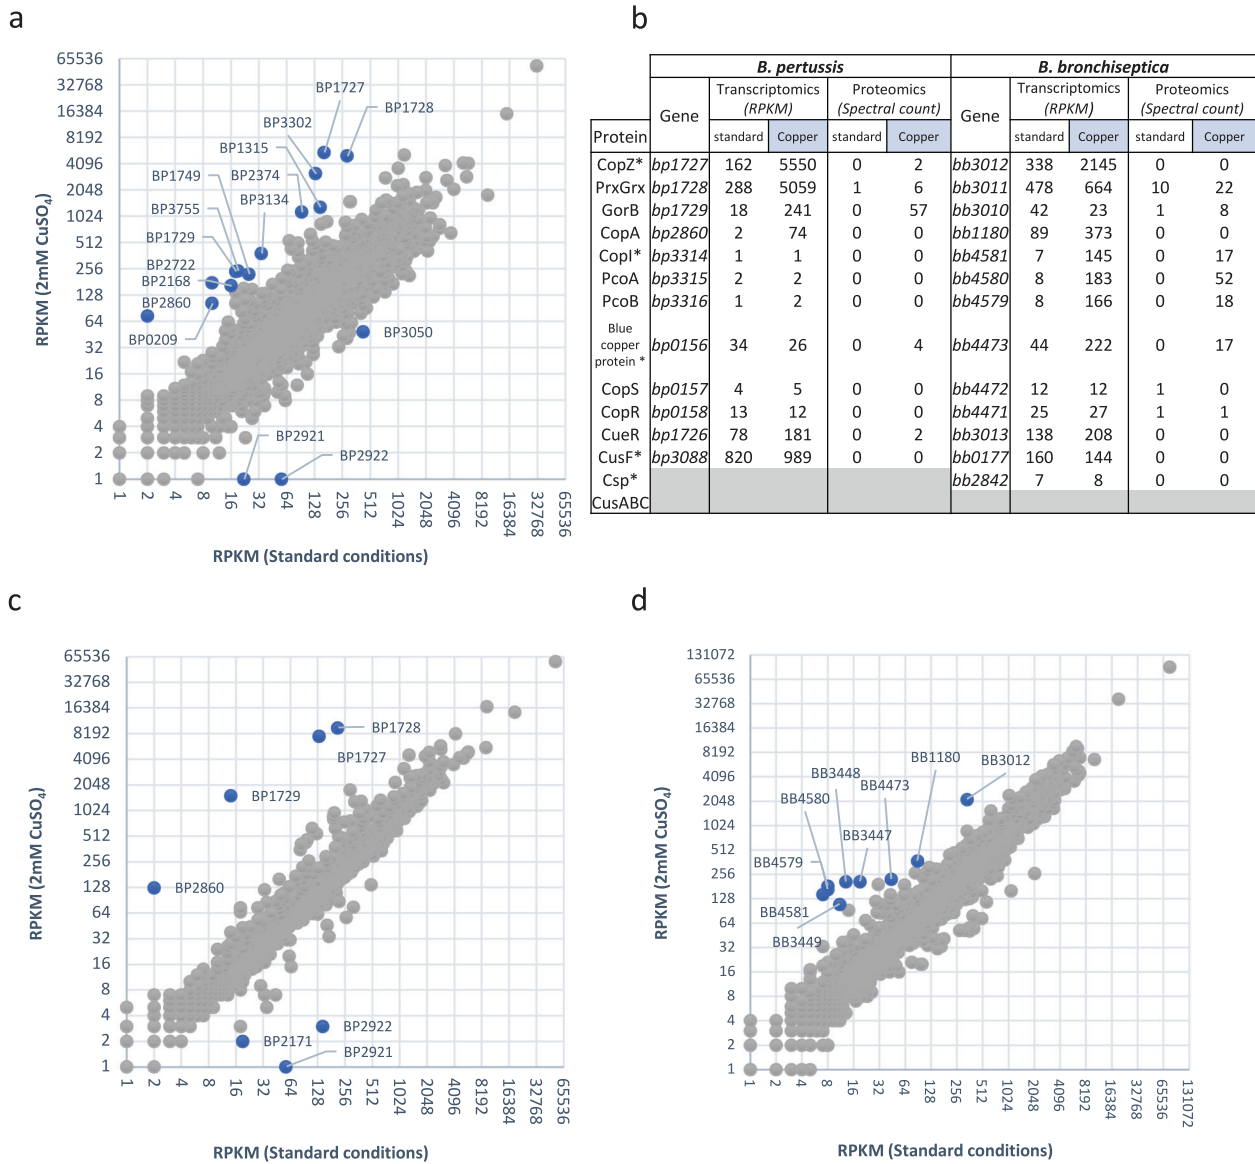 a
65536
32768
16384
8192
4096
2048
1024
512
256
128
64
32
16
8
4
2
1
RPKM (2mM CuSO4)
BP1727
BP1728
BP3302
BP1315
BP1749
BP2374
BP3134
BP3755
BP1729
BP2722
BP2168
BP2860
BP0209
BP3050
BP2921
BP2922
1 2 4 8 16 32 64 128 256 512 1024 2048 4096 8192 16384 32768 65536
RPKM (Standard conditions)
b
B. pertussis B. bronchiseptica
Gene Transcriptomics (RPKM) Proteomics (Spectral count) Gene Transcriptomics (RPKM) Proteomics (Spectral count)
Protein standard Copper standard Copper standard Copper standard Copper
CopZ* bp1727 162 5550 0 2 bb3012 338 2145 0 0
PrxGrx bp1728 288 5059 1 6 bb3011 478 664 10 22
GorB bp1729 18 241 0 57 bb3010 42 23 1 8
CopA bp2860 2 74 0 0 bb1180 89 373 0 0
CopI* bp3314 1 1 0 0 bb4581 7 145 0 17
PcoA bp3315 2 2 0 0 bb4580 8 183 0 52
PcoB bp3316 1 2 0 0 bb4579 8 166 0 18
Blue copper protein * bp0156 34 26 0 4 bb4473 44 222 0 17
CopS bp0157 4 5 0 0 bb4472 12 12 1 0
CopR bp0158 13 12 0 0 bb4471 25 27 1 1
CueR bp1726 78 181 0 2 bb3013 138 208 0 0
CusF* bp3088 820 989 0 0 bb0177 160 144 0 0
Csp* bb2842 7 8 0 0
CusABC
c
65536
32768
16384
8192
4096
2048
1024
512
256
128
64
32
16
8
4
2
1
RPKM (2mM CuSO4)
BP1728
BP1727
BP1729
BP2860
BP2922
BP2171
BP2921
1 2 4 8 16 32 64 128 256 512 1024 2048 4096 8192 16384 32768 65536
RPKM (Standard conditions)
d
131072
65536
32768
16384
8192
4096
2048
1024
512
256
128
64
32
16
8
4
2
1
RPKM (2mM CuSO4)
BB1180
BB3012
BB3448
BB4473
BB4580
BB3447
BB4579
BB4581
BB3449
1 2 4 8 16 32 64 128 256 512 1024 2048 4096 8192 16384 32768 65536 131072
RPKM (Standard conditions)